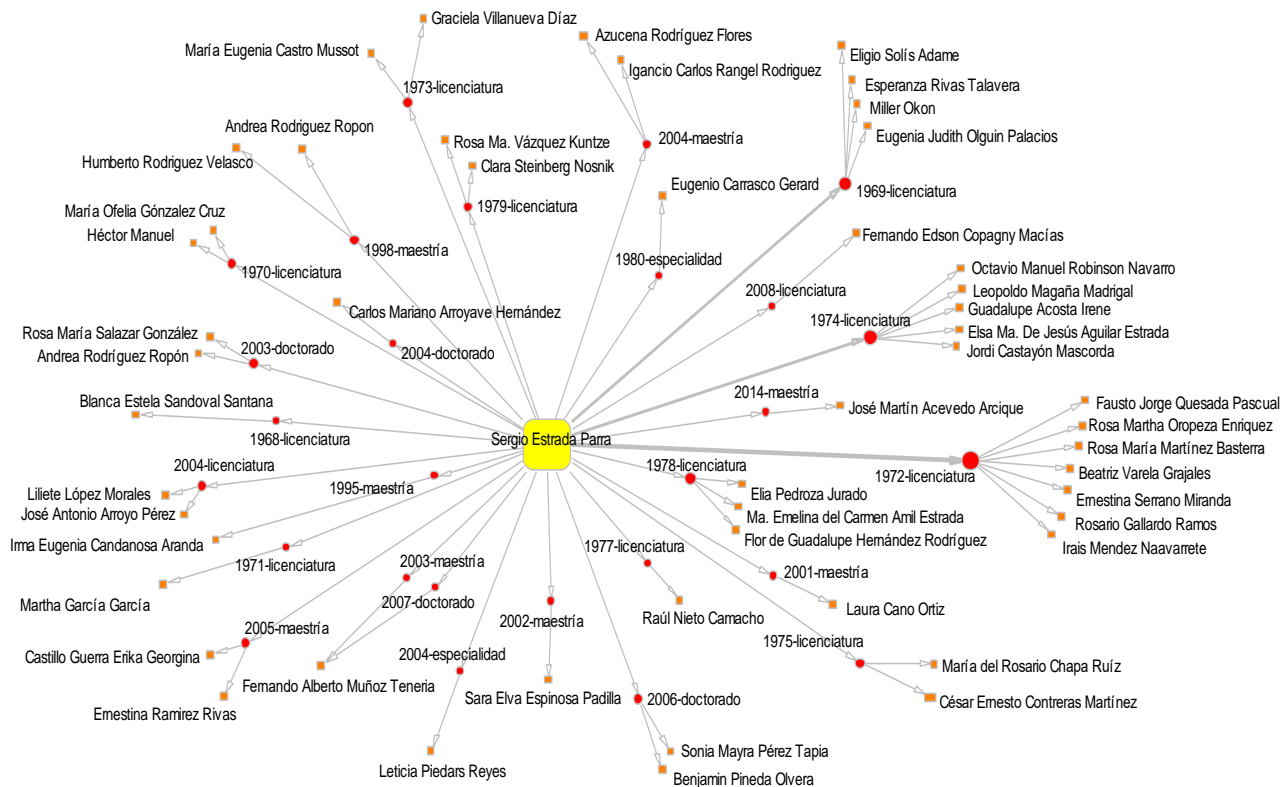 Graciela Villanueva Díaz
María Eugenia Castro Mussot
1973-licenciatura
Azucena Rodríguez Flores
Igancio Carlos Rangel Rodriguez
2004-maestría
Eligio Solís Adame
Esperanza Rivas Talavera
Miller Okon
Eugenia Judith Olguin Palacios
1969-licenciatura
Andrea Rodriguez Ropon
Humberto Rodriguez Velasco
1998-maestría
Rosa Ma. Vázquez Kuntze
Clara Steinberg Nosnik
1979-licenciatura
Eugenio Carrasco Gerard
1980-especialidad
María Ofelia Gónzalez Cruz
Héctor Manuel
1970-licenciatura
Fernando Edson Copagny Macías
2008-licenciatura
Octavio Manuel Robinson Navarro
Leopoldo Magaña Madrigal
Guadalupe Acosta Irene
Elsa Ma. De Jesús Aguilar Estrada
Jordi Castayón Mascorda
1974-licenciatura
Carlos Mariano Arroyave Hernández
2004-doctorado
Rosa María Salazar González
Andrea Rodríguez Ropón
2003-doctorado
Blanca Estela Sandoval Santana
1968-licenciatura
2014-maestría
José Martín Acevedo Arcique
Sergio Estrada Parra
Fausto Jorge Quesada Pascual
Rosa Martha Oropeza Enriquez
Rosa María Martínez Basterra
Beatriz Varela Grajales
Ernestina Serrano Miranda
Rosario Gallardo Ramos
Irais Mendez Naavarrete
1972-licenciatura
2004-licenciatura
Liliete López Morales
José Antonio Arroyo Pérez
1995-maestría
Irma Eugenia Candanosa Aranda
1971-licenciatura
Martha García García
1978-licenciatura
Elia Pedroza Jurado
Ma. Emelina del Carmen Amil Estrada
Flor de Guadalupe Hernández Rodríguez
1977-licenciatura
Raúl Nieto Camacho
2001-maestría
Laura Cano Ortiz
1975-licenciatura
María del Rosario Chapa Ruíz
César Ernesto Contreras Martínez
2003-maestría
2007-doctorado
Fernando Alberto Muñoz Teneria
2005-maestría
Castillo Guerra Erika Georgina
Ernestina Ramirez Rivas
2004-especialidad
Leticia Piedars Reyes
2002-maestría
Sara Elva Espinosa Padilla
2006-doctorado
Sonia Mayra Pérez Tapia
Benjamin Pineda Olvera